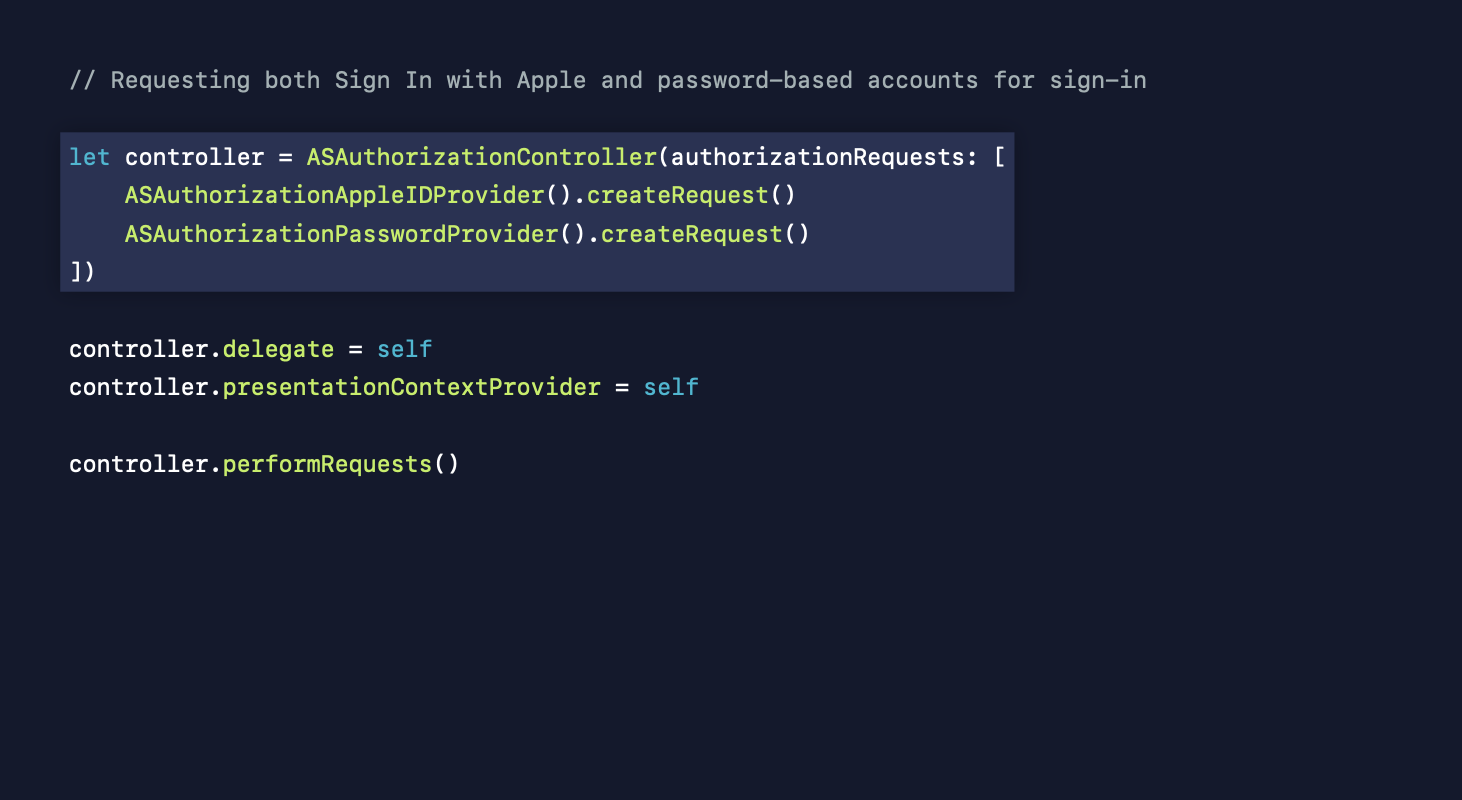 // Requesting both Sign In with Apple and password-based accounts for sign-in
let controller = ASAuthorizationController(authorizationRequests: [
    ASAuthorizationAppleIDProvider().createRequest()
    ASAuthorizationPasswordProvider().createRequest()
])
controller.delegate = self
controller.presentationContextProvider = self
controller.performRequests()